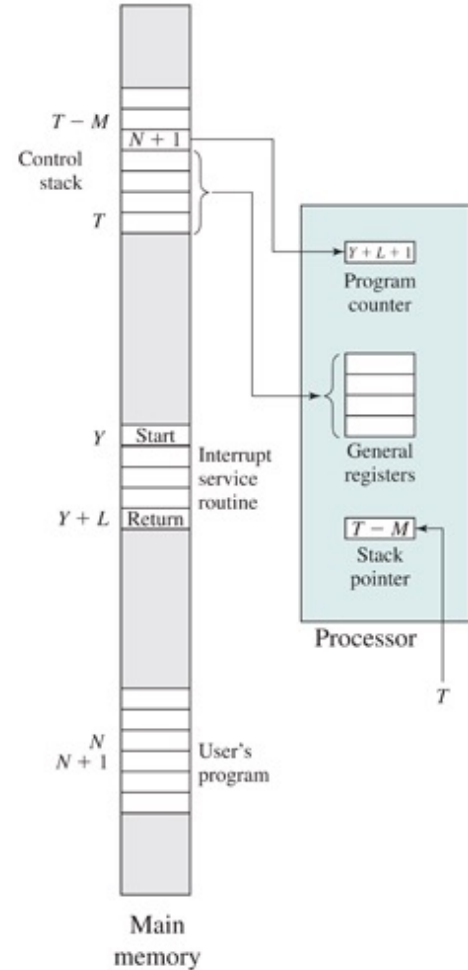 T − M
N + 1
Control
stack
T
Y + L + 1
Program
counter
Y
Start
Interrupt
service
routine
General
registers
Y + L
Return
T − M
Stack
pointer
Processor
T
N
N + 1
User's
program
Main
memory